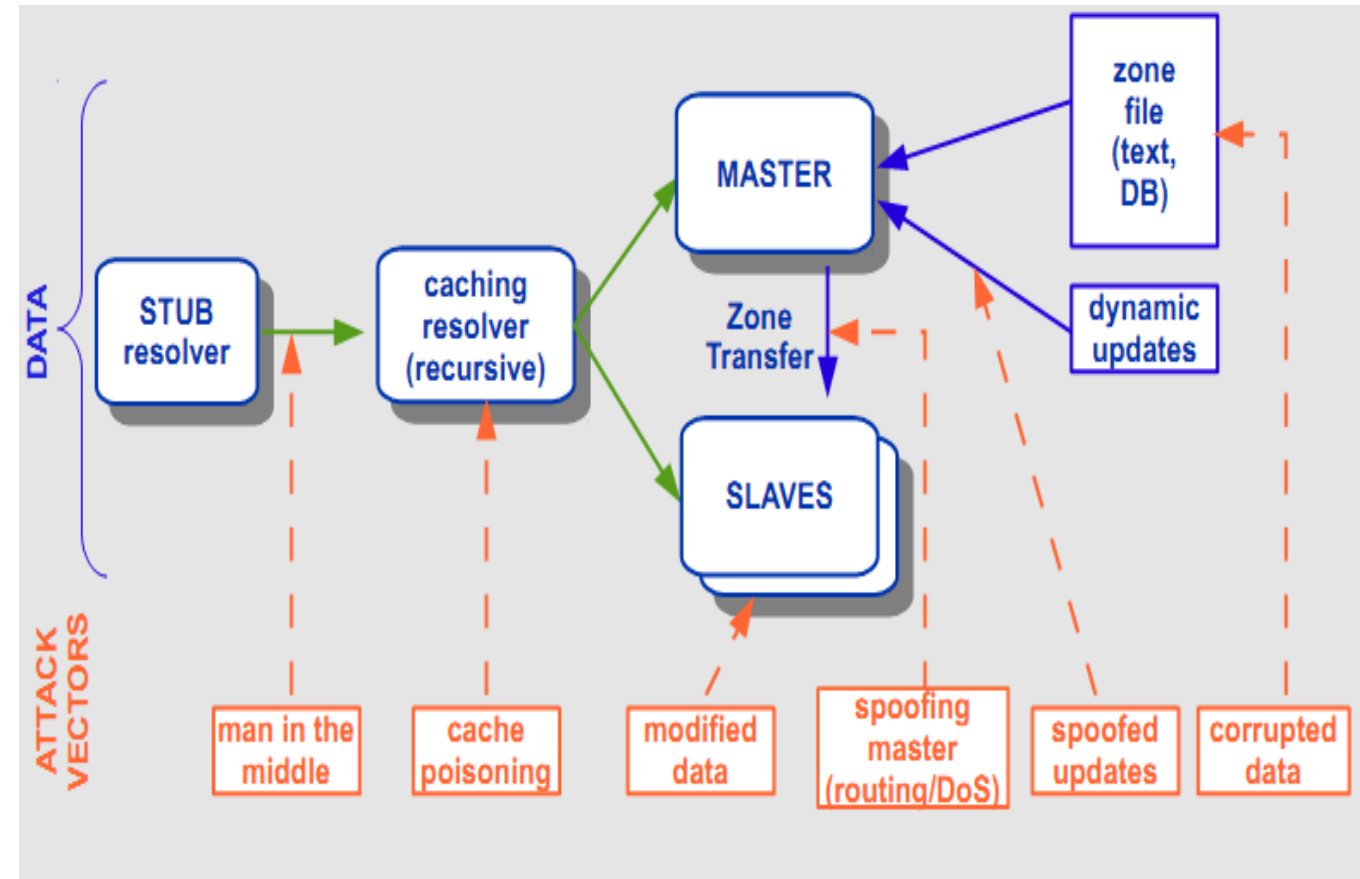 zone
file
(text,
DB)
MASTER
DATA
STUB
resolver
caching
resolver
(recursive)
Zone
Transfer
dynamic
updates
SLAVES
ATTACK
VECTORS
man in the
middle
cache
poisoning
modified
data
spoofing
master
(routing/DoS)
spoofed
updates
corrupted
data